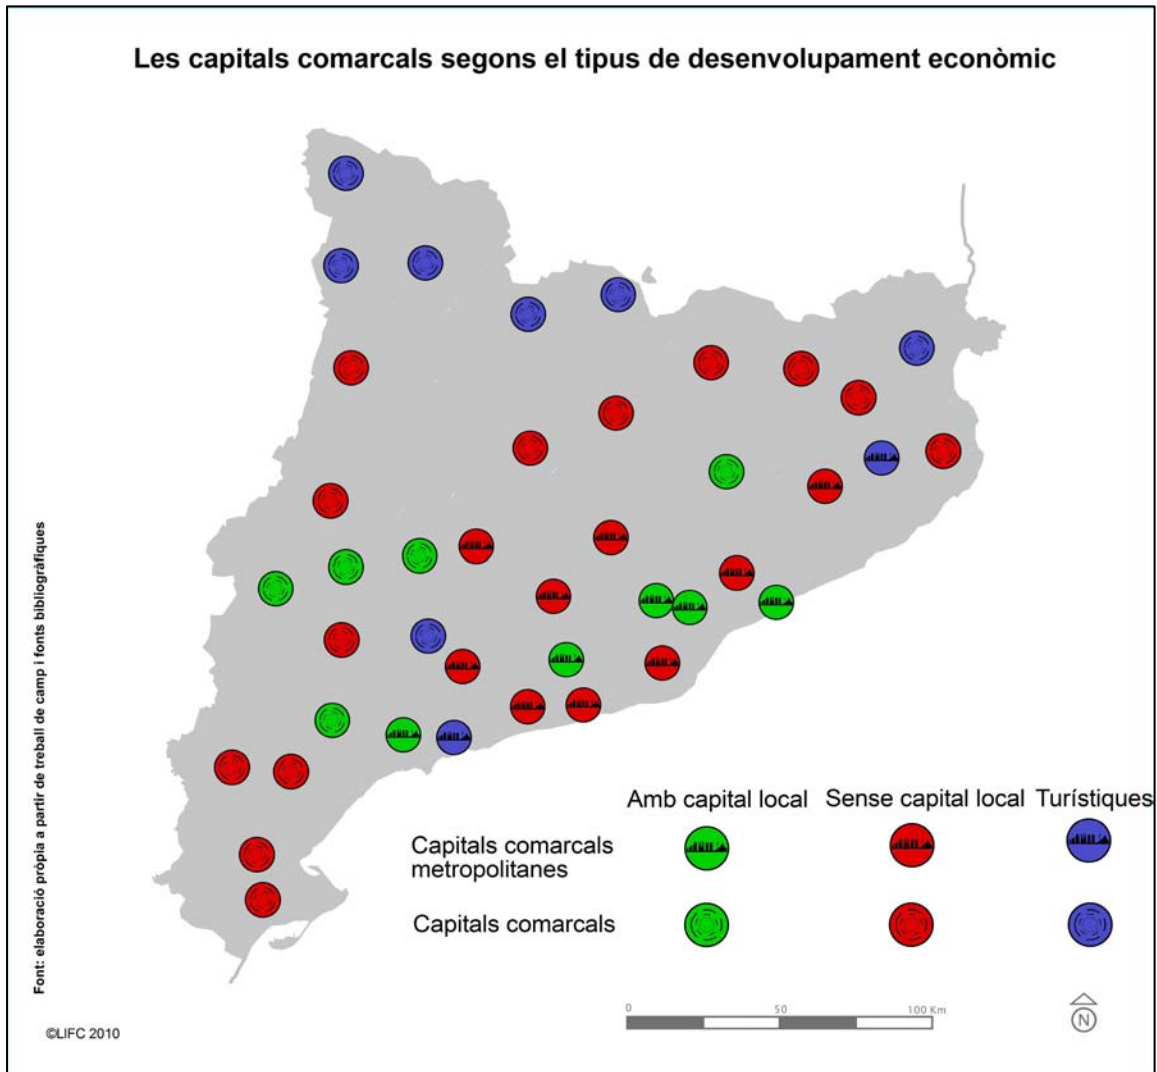 Les capitals comarcals segons el tipus de desenvolupament econòmic
Font: elaboració pròpia a partir de treball de camp i fonts bibliogràfiques
Amb capital local
Sense capital local
Turístiques
Capitals comarcals
metropolitanes
Capitals comarcals
0
50
100 Km
N
©LIFC 2010